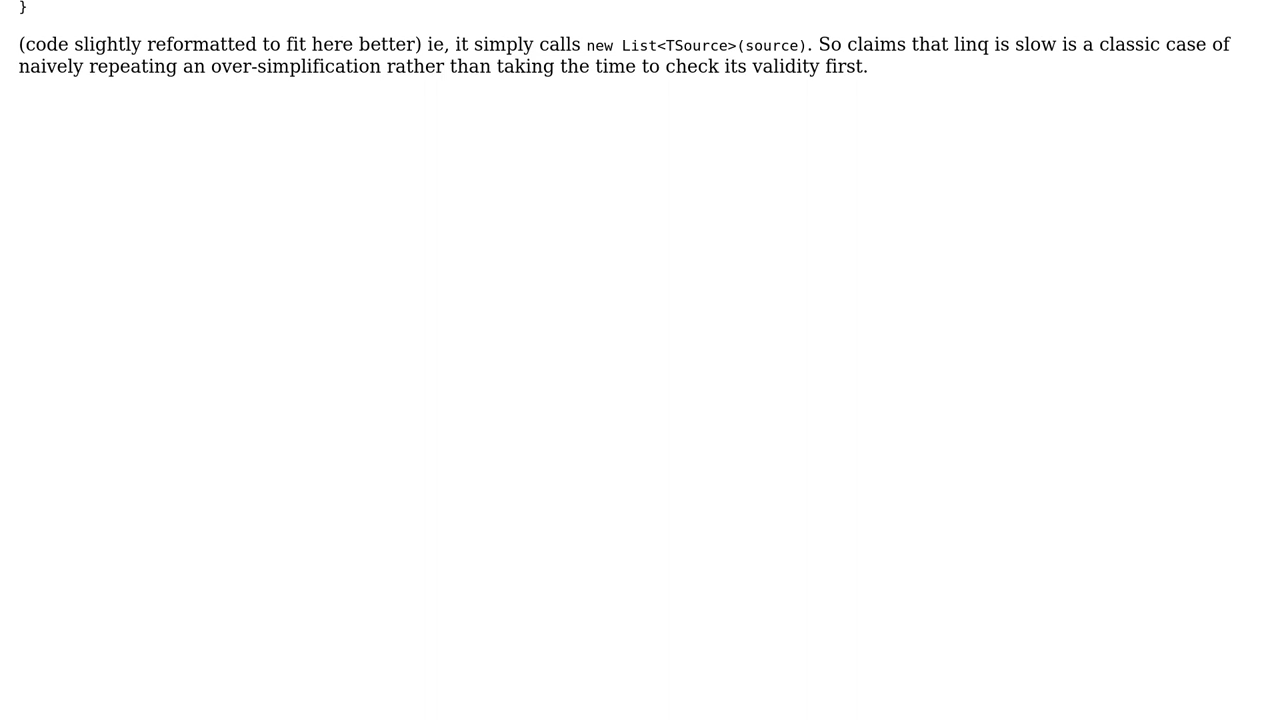 }
(code slightly reformatted to fit here better) ie, it simply calls new List<TSource>(source). So claims that linq is slow is a classic case of
naively repeating an over-simplification rather than taking the time to check its validity first.